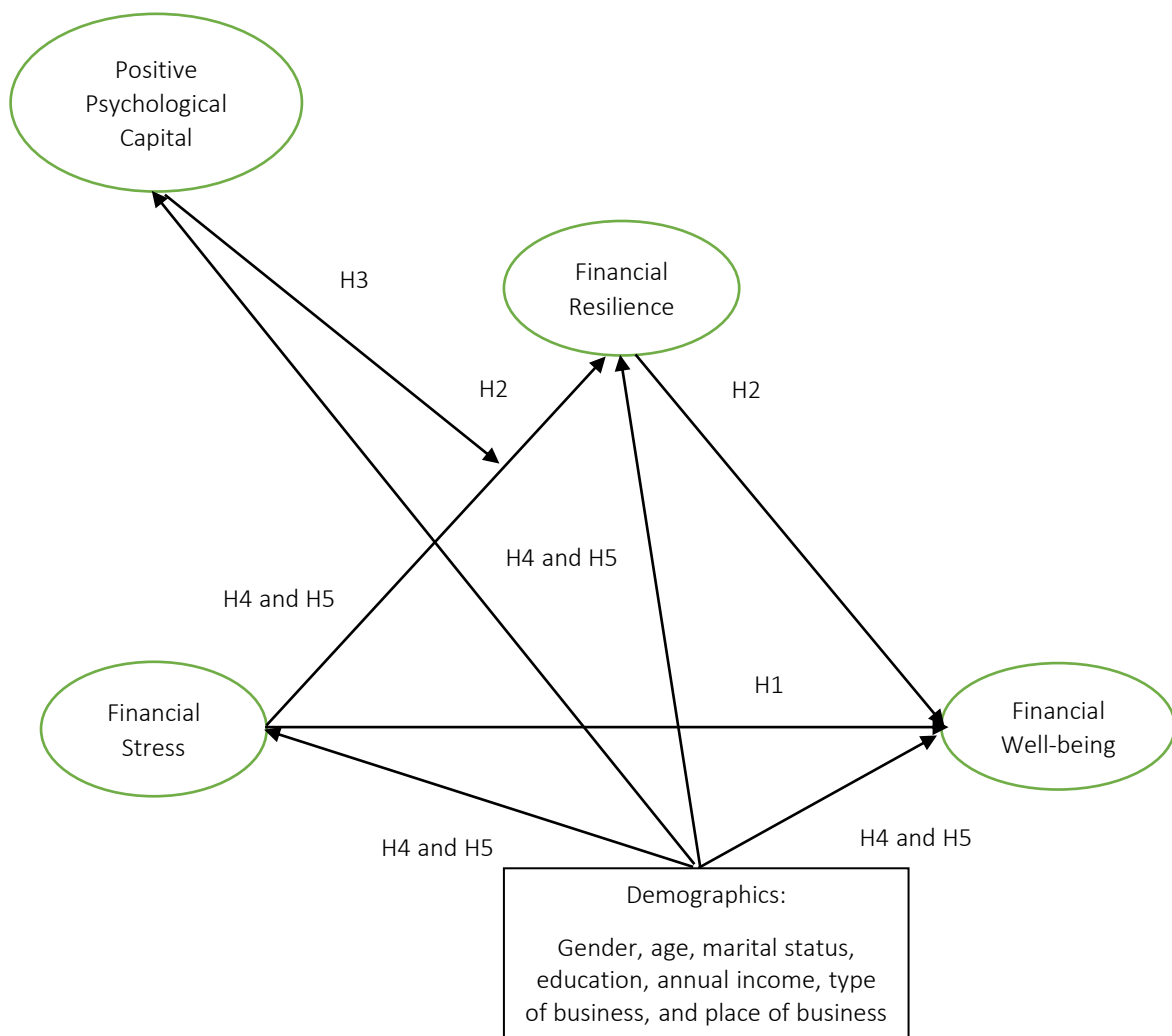 Positive
Psychological
Capital
H3
Financial
Resilience
H2
H2
H4 and H5
H4 and H5
H1
Financial
Stress
Financial
Well-being
H4 and H5
H4 and H5
Demographics:
Gender, age, marital status,
education, annual income, type
of business, and place of business